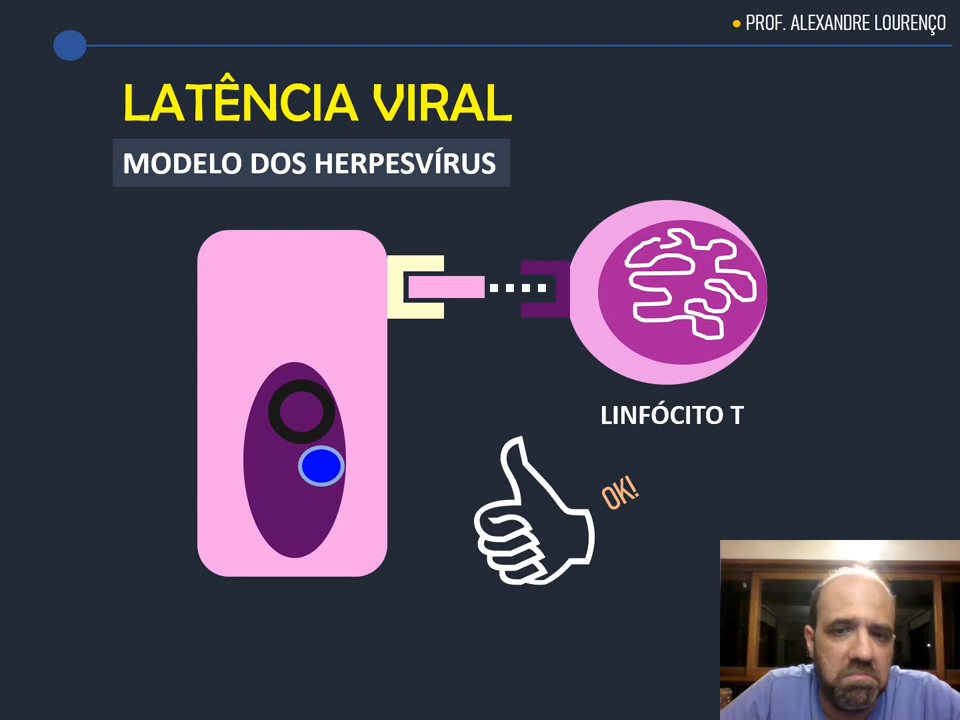 PROF. ALEXANDRE LOURENÇO
LATÊNCIA VIRAL
MODELO DOS HERPESVÍRUS
LINFÓCITO T
OK!